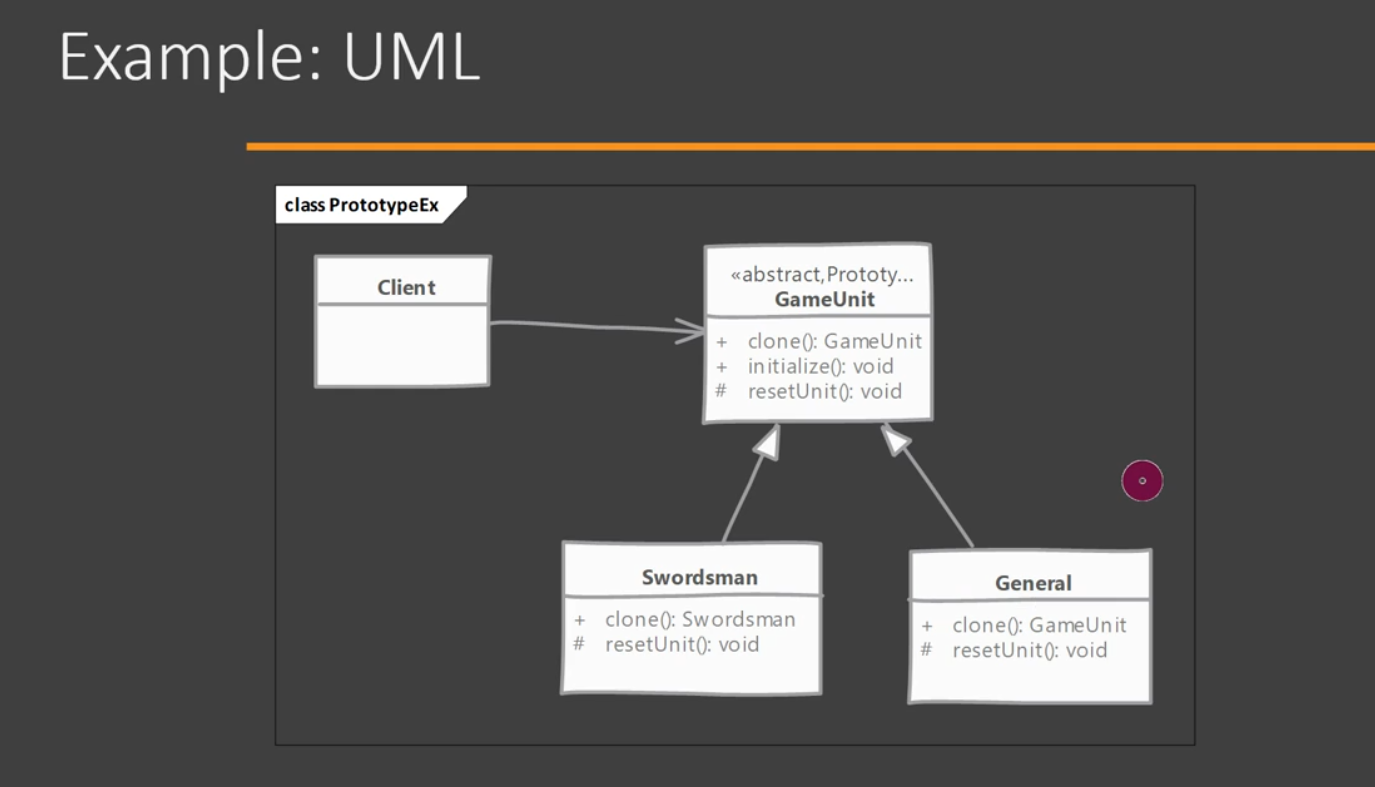 Example: UML
class PrototypeEx
Client
«abstract,Prototy...
GameUnit
+ clone(): GameUnit
+ initialize(): void
# resetUnit(): void
Swordsman
+ clone(): Swordsman
# resetUnit(): void
General
+ clone(): GameUnit
# resetUnit(): void